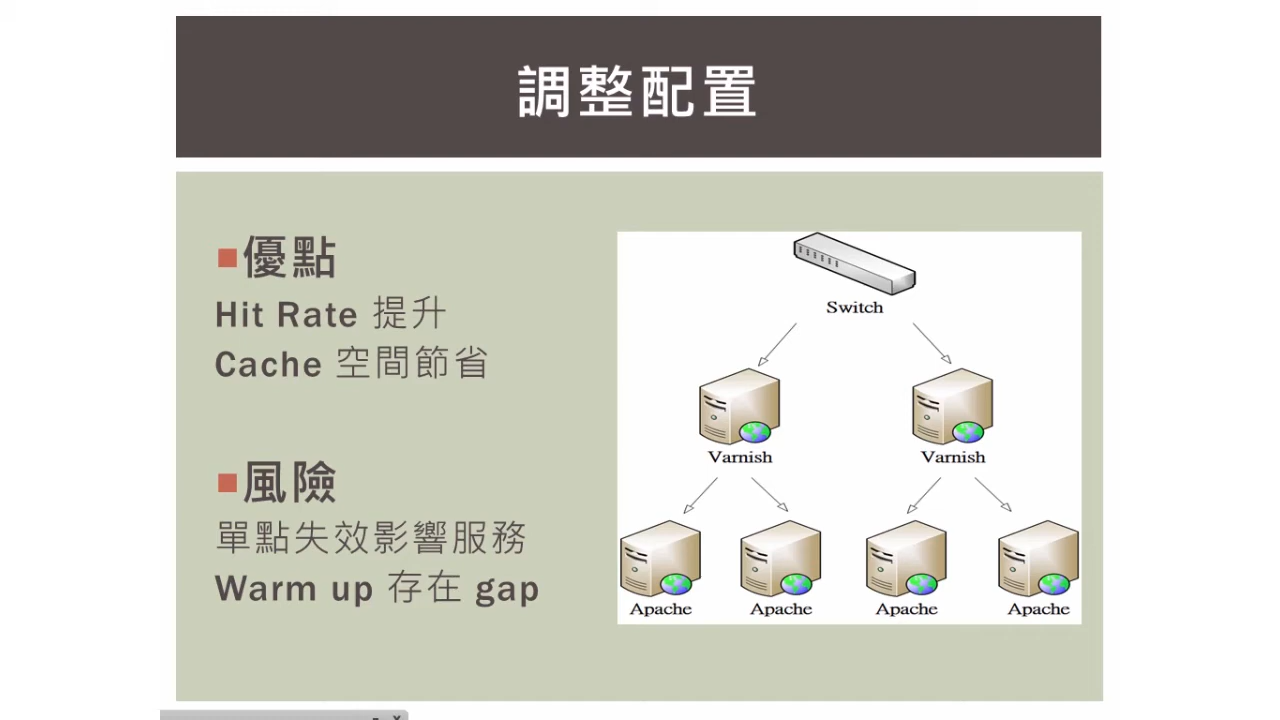 調整配置
優點
Hit Rate 提升
Cache 空間節省
風險
單點失效影響服務
Warm up 存在 gap
Switch
Varnish
Varnish
Apache
Apache
Apache
Apache